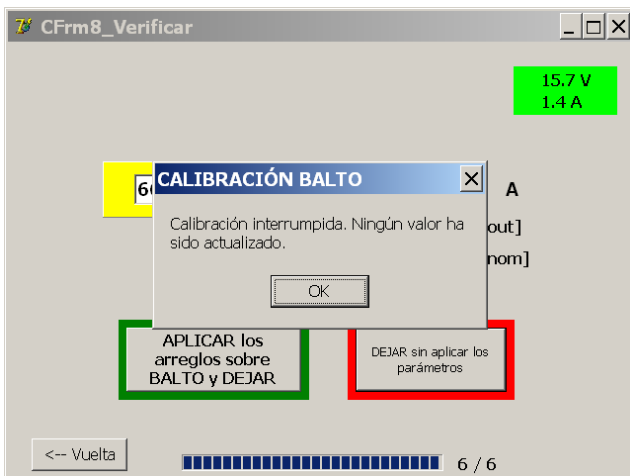 CFrm8_Verificar
15.7 V
1.4 A
CALIBRACIÓN BALTO
A
Calibración interrumpida. Ningún valor ha
sido actualizado.
out]
nom]
OK
APLICAR los
arreglos sobre
BALTO y DEJAR
DEJAR sin aplicar los
parámetros
<-- Vuelta
6 / 6